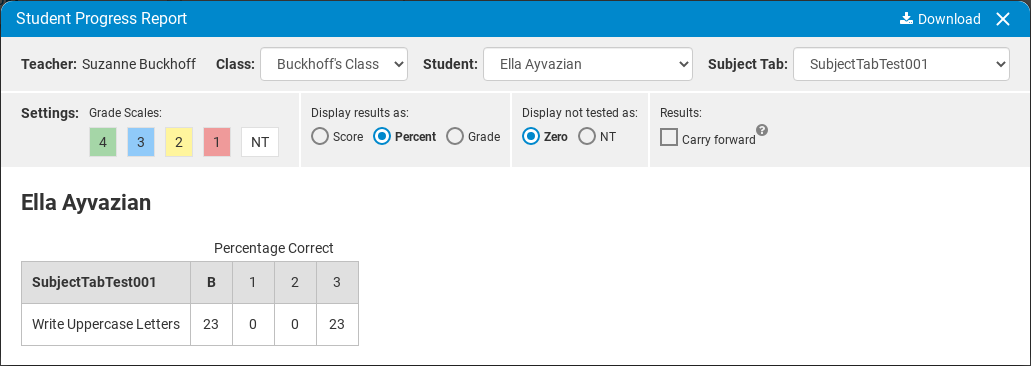 Student Progress Report Download
Teacher: Suzanne Buckhoff Class: Buckhoff's Class Student: Ella Ayvazian Subject Tab: SubjectTabTest001
Settings: Grade Scales: Display results as: Display not tested as: Results:
4 3 2 1 NT Score Percent Grade Zero NT Carry forward ?
Ella Ayvazian
Percentage Correct
SubjectTabTest001 B 1 2 3
Write Uppercase Letters 23 0 0 23